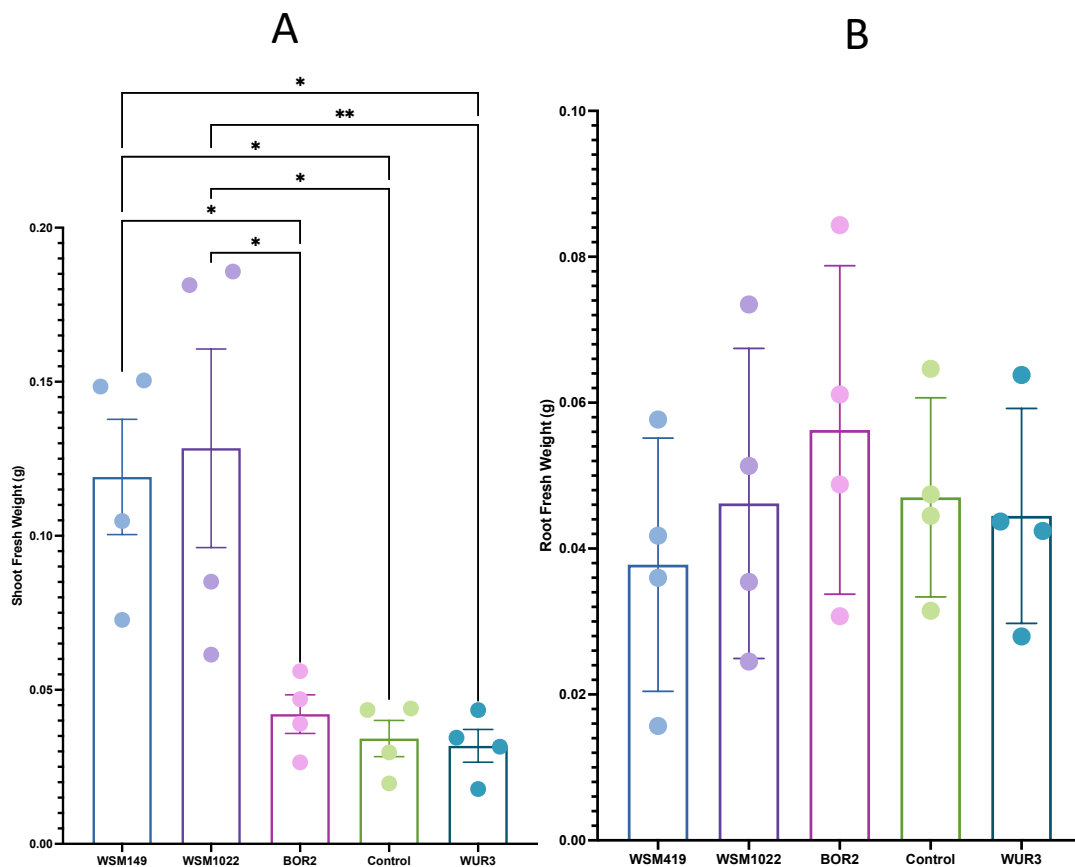 A
B
*
**
*
*
*
*
Shoot Fresh Weight (g)
0.20
0.15
0.10
0.05
0.00
WSM149 WSM1022 BOR2 Control WUR3
Root Fresh Weight (g)
0.10
0.08
0.06
0.04
0.02
0.00
WSM419 WSM1022 BOR2 Control WUR3